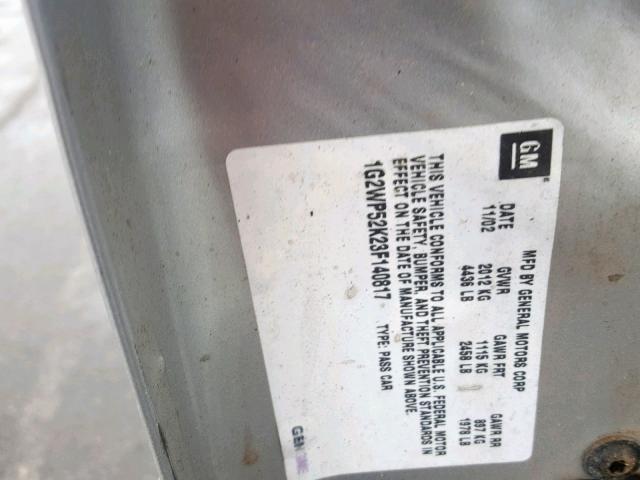 GM
MFD BY GENERAL MOTORS CORP
DATE GVWR GAWR FRT GAWR RR
11/02 2012 KG 1115 KG 897 KG
4436 LB 2458 LB 1978 LB
THIS VEHICLE CONFORMS TO ALL APPLICABLE U.S. FEDERAL MOTOR
VEHICLE SAFETY, BUMPER, AND THEFT PREVENTION STANDARDS IN
EFFECT ON THE DATE OF MANUFACTURE SHOWN ABOVE.
1G2WP52K23F140817 TYPE: PASS CAR